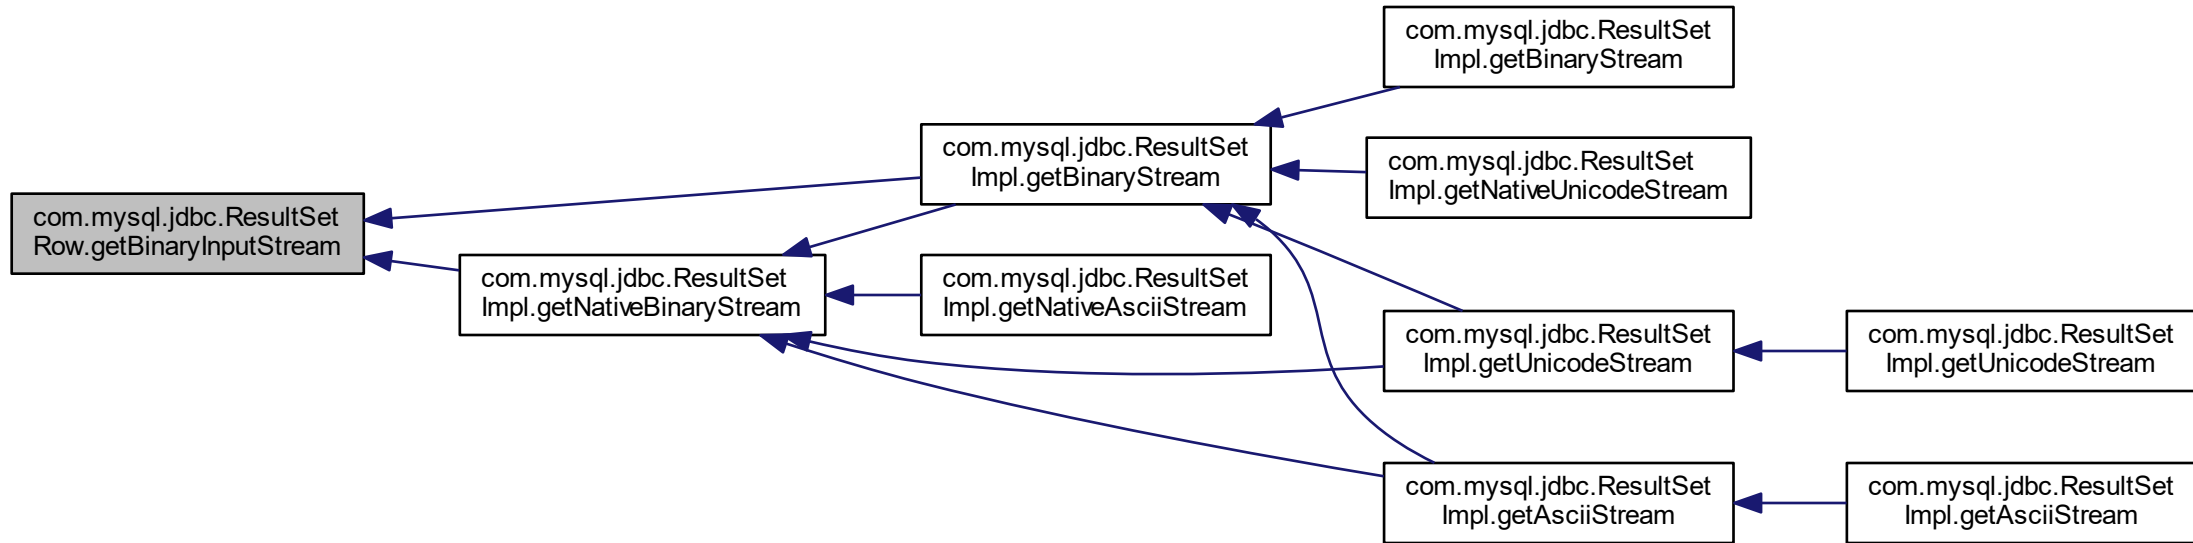 com.mysql.jdbc.ResultSet
Row.getBinaryInputStream
com.mysql.jdbc.ResultSet
Impl.getBinaryStream
com.mysql.jdbc.ResultSet
Impl.getNativeBinaryStream
com.mysql.jdbc.ResultSet
Impl.getNativeAsciiStream
com.mysql.jdbc.ResultSet
Impl.getBinaryStream
com.mysql.jdbc.ResultSet
Impl.getNativeUnicodeStream
com.mysql.jdbc.ResultSet
Impl.getUnicodeStream
com.mysql.jdbc.ResultSet
Impl.getAsciiStream
com.mysql.jdbc.ResultSet
Impl.getUnicodeStream
com.mysql.jdbc.ResultSet
Impl.getAsciiStream